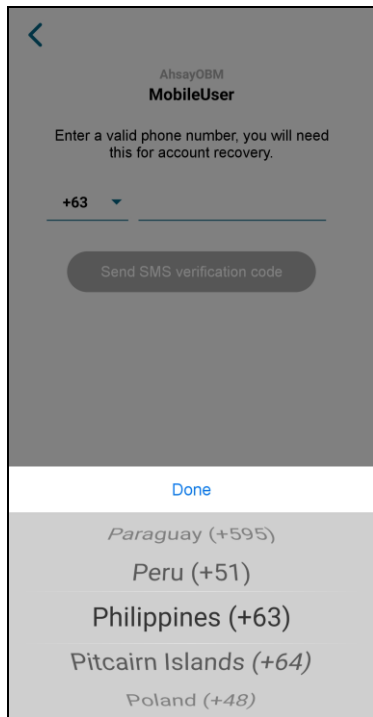 AhsayOBM
MobileUser
Enter a valid phone number, you will need
this for account recovery.
+63
Send SMS verification code
Done
Paraguay (+595)
Peru (+51)
Philippines (+63)
Pitcairn Islands (+64)
Poland (+48)